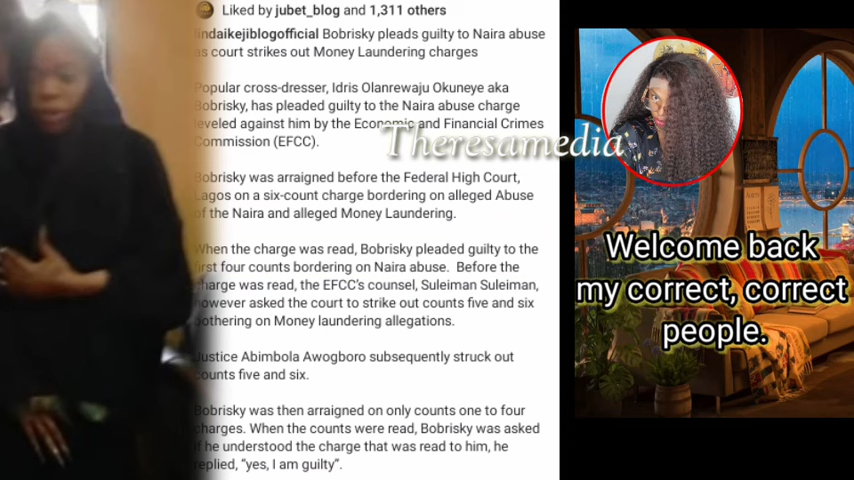 Liked by jubet_blog and 1,311 others
lindaikejiblogofficial Bobrisky pleads guilty to Naira abuse
as court strikes out Money Laundering charges
Popular cross-dresser, Idris Olanrewaju Okuneye aka
Bobrisky, has pleaded guilty to the Naira abuse charge
leveled against him by the Economic and Financial Crimes
Commission (EFCC).
Bobrisky was arraigned before the Federal High Court,
Lagos on a six-count charge bordering on alleged Abuse
of the Naira and alleged Money Laundering.
When the charge was read, Bobrisky pleaded guilty to the
first four counts bordering on Naira abuse. Before the
charge was read, the EFCC's counsel, Suleiman Suleiman,
however asked the court to strike out counts five and six
bothering on Money laundering allegations.
Justice Abimbola Awogboro subsequently struck out
counts five and six.
Bobrisky was then arraigned on only counts one to four
charges. When the counts were read, Bobrisky was asked
if he understood the charge that was read to him, he
replied, "yes, I am guilty".
Theresamedia
Welcome back
my correct, correct
people.